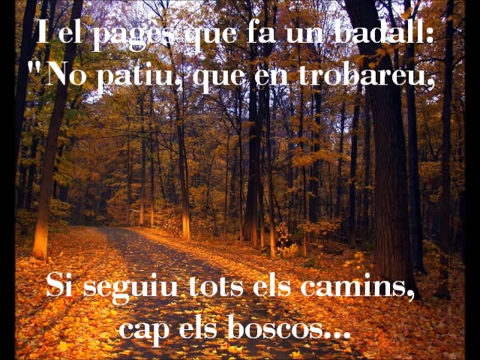 I el pagès que fa un badall:
"No patiu, que en trobareu,
Si seguiu tots els camins,
cap els boscos...